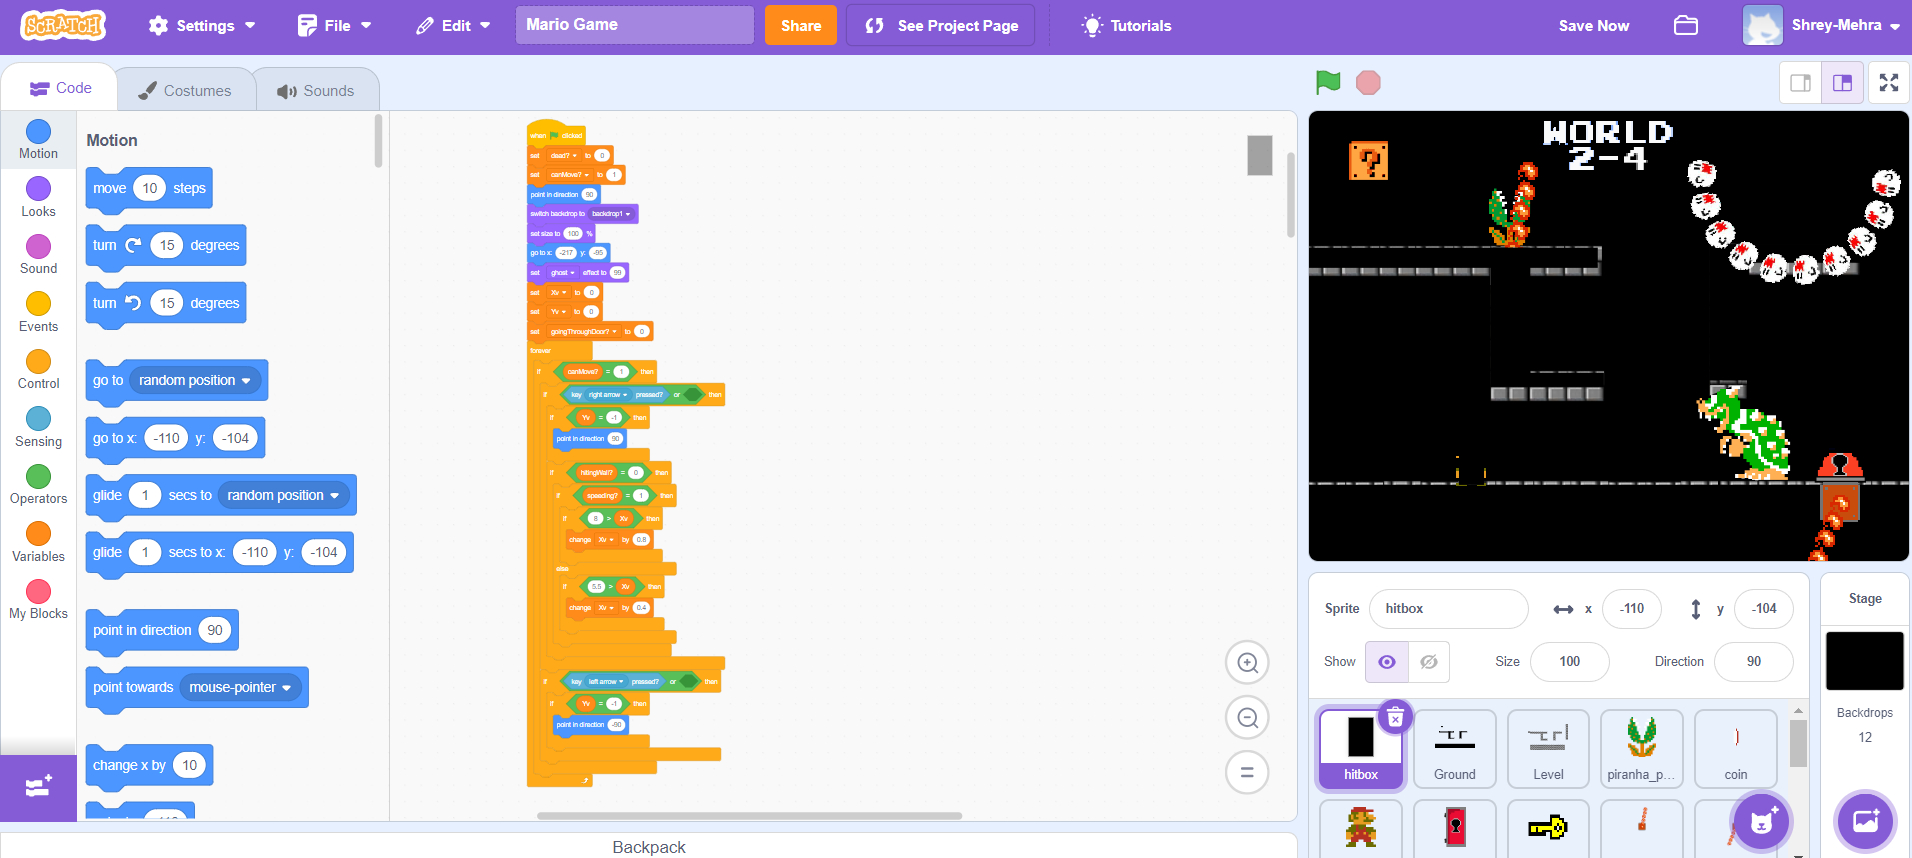 SCRATCH
Settings
File
Edit
Mario Game
Share
See Project Page
Tutorials
Save Now
Shrey-Mehra
Code
Costumes
Sounds
Motion
Looks
Sound
Events
Control
Sensing
Operators
Variables
My Blocks
Motion
move 10 steps
turn 15 degrees
turn 15 degrees
go to random position
go to x: -110 y: -104
glide 1 secs to random position
glide 1 secs to x: -110 y: -104
point in direction 90
point towards mouse-pointer
change x by 10
when clicked
set dead? to 0
set canMove? to 1
point in direction 90
switch backdrop to backdrop1
set size to 100 %
go to x: -217 y: -95
set ghost effect to 99
set Xv to 0
set Yv to 0
set goingThroughDoor? to 0
forever
if canMove? = 1 then
if key right arrow pressed? or then
if Yv = -1 then
point in direction 90
if hittingWall? = 0 then
if speeding? = 1 then
if 8 > Xv then
change Xv by 0.8
else
if 5.5 > Xv then
change Xv by 0.4
if key left arrow pressed? or then
if Yv = -1 then
point in direction -90
Backpack
WORLD
2-4
?
Sprite hitbox x -110 y -104
Show Size 100 Direction 90
hitbox
Ground
Level
piranha_p...
coin
Stage
Backdrops
12